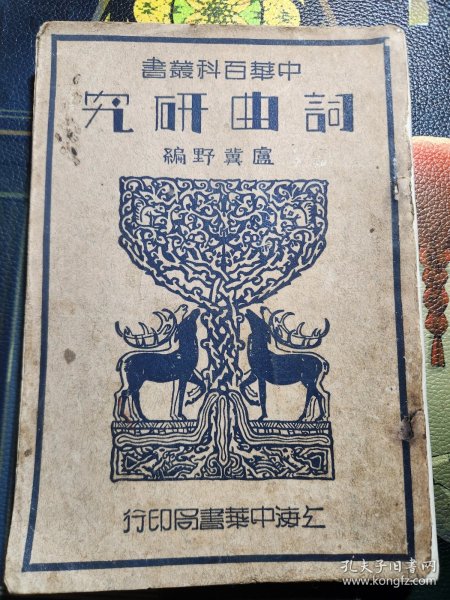 中華百科叢書
詞曲研究
盧冀野編
上海中華書局印行
孔夫子旧书网
www.kongfz.com